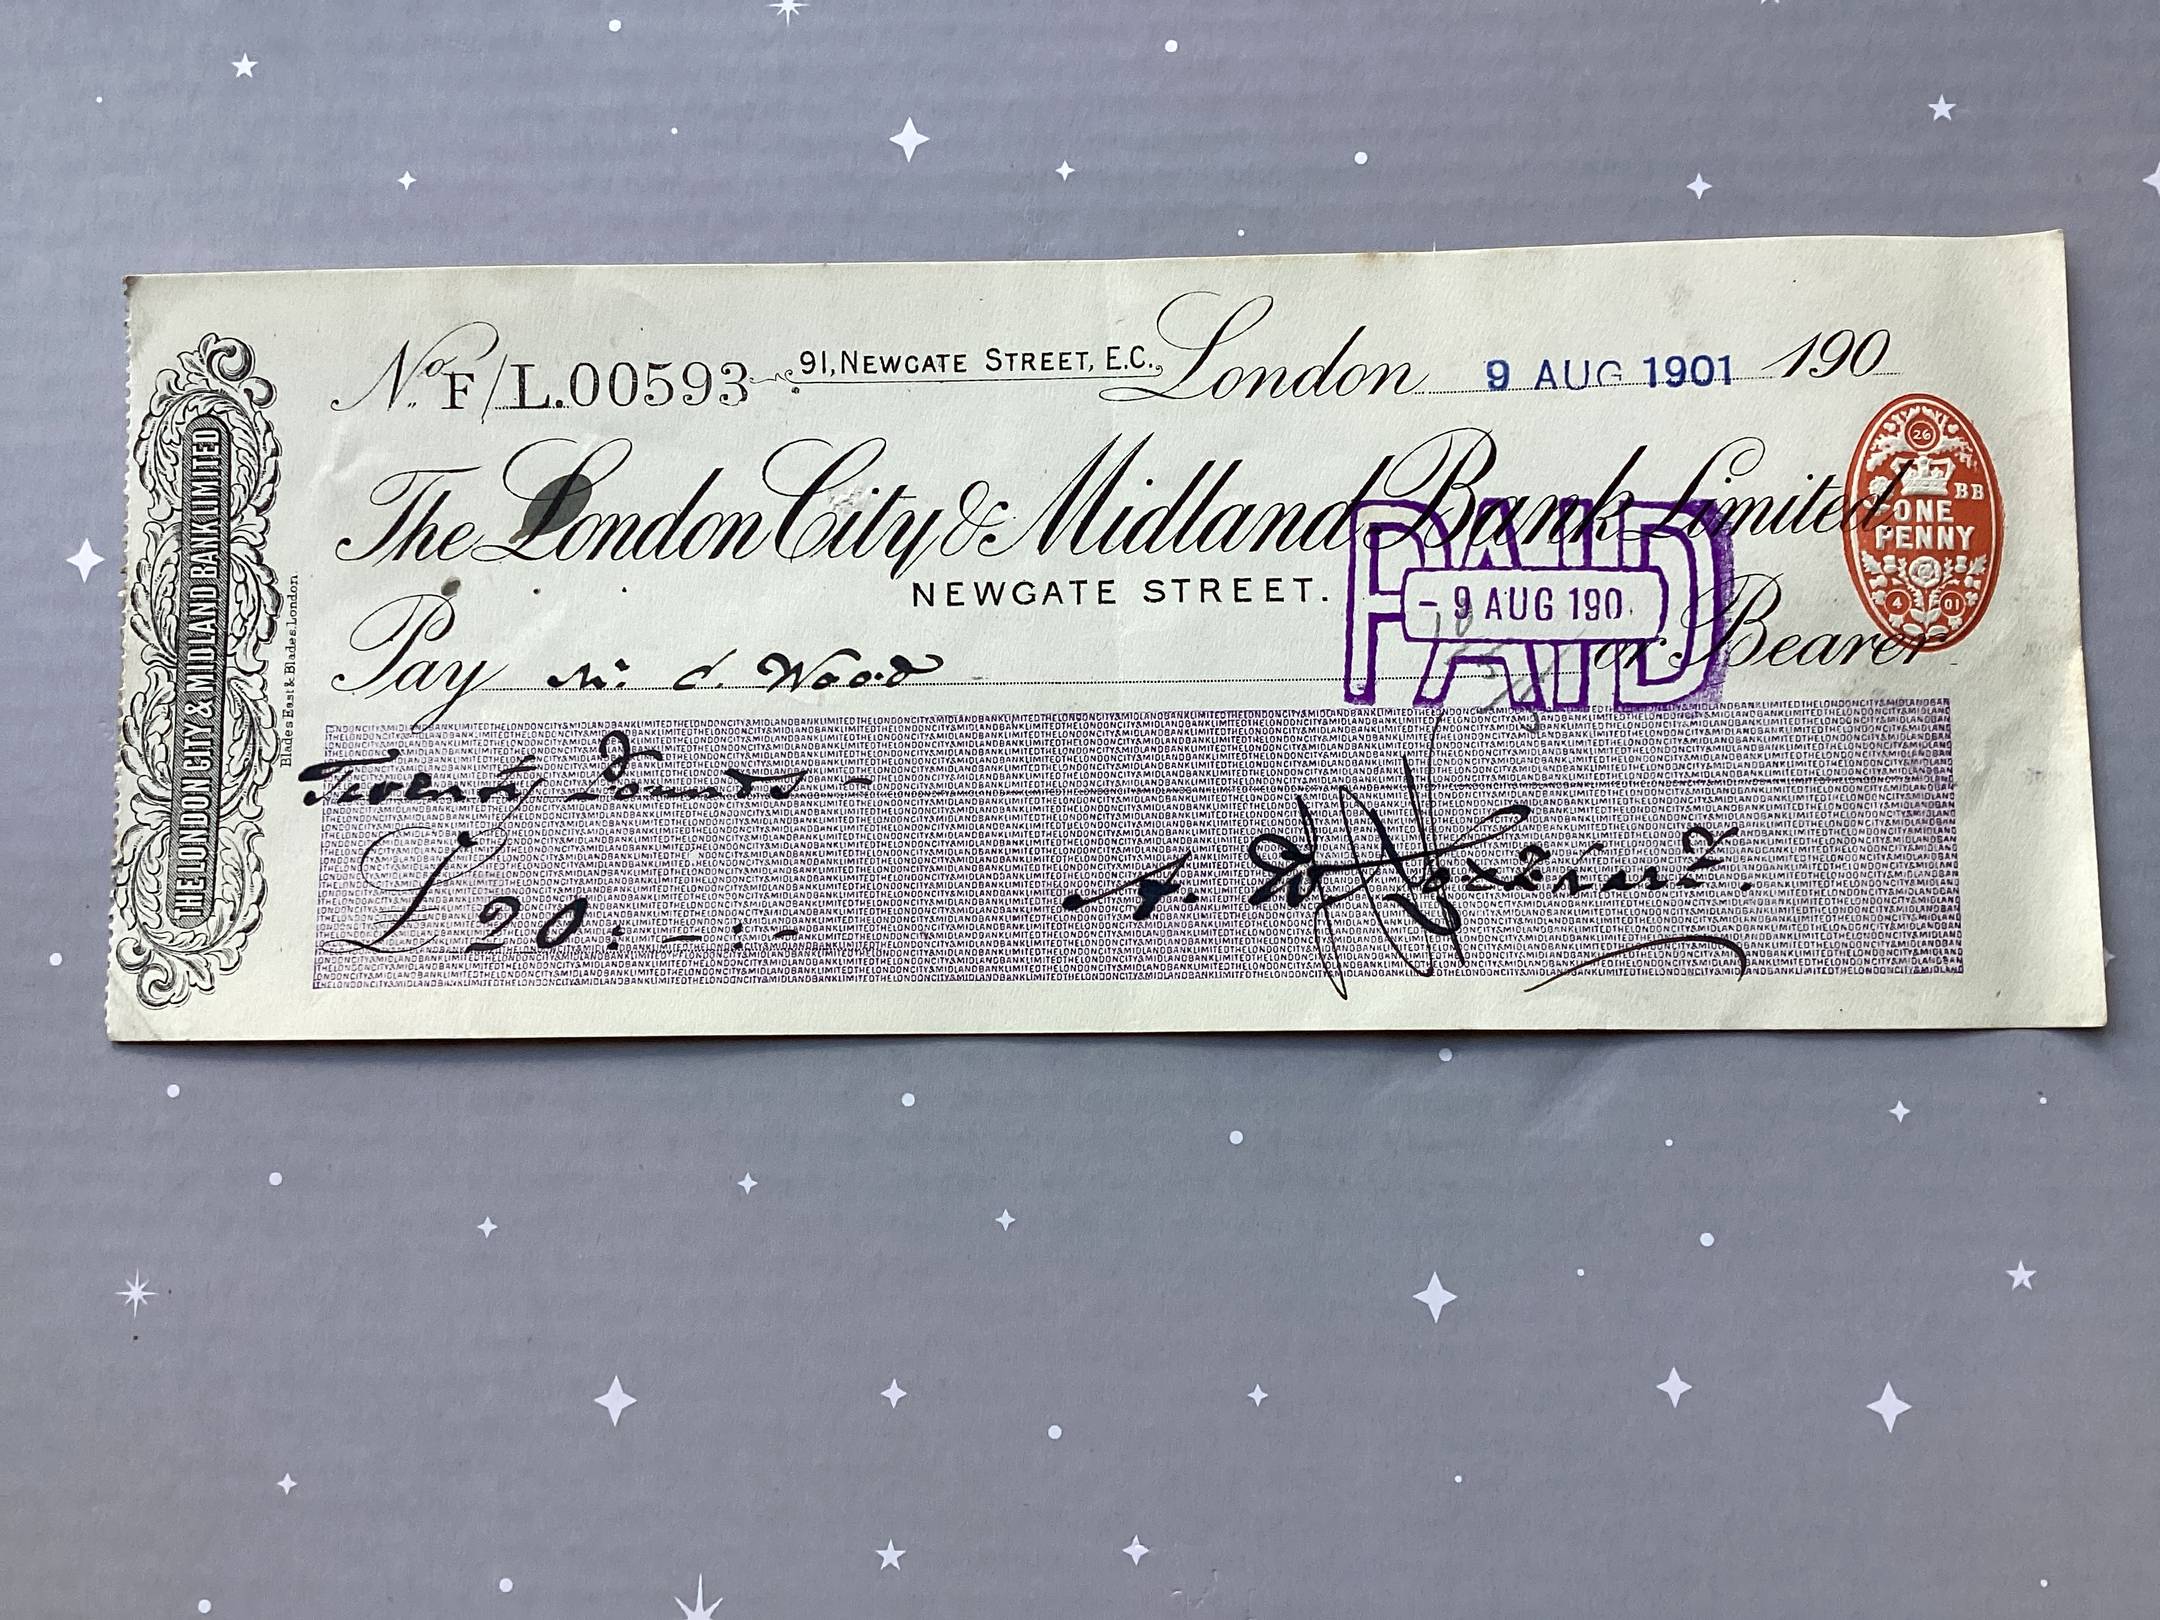 No. F/L.00593 91, NEWGATE STREET, E.C., London 9 AUG 1901 190
The London City & Midland Bank Limited
NEWGATE STREET.
PAID
- 9 AUG 190
Pay Mr. C. Wood or Bearer
Twenty Pounds —
£ 20 : — : -
A. W.
26
BB
ONE
PENNY
4 01
THE LONDON CITY & MIDLAND BANK LIMITED
Blades East & Blades. London.